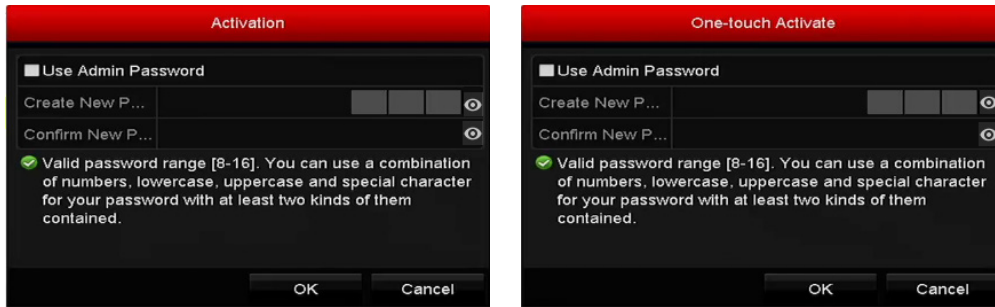 Activation
Use Admin Password
Create New P...
Confirm New P...
Valid password range [8-16]. You can use a combination
of numbers, lowercase, uppercase and special character
for your password with at least two kinds of them
contained.
OK Cancel
One-touch Activate
Use Admin Password
Create New P...
Confirm New P...
Valid password range [8-16]. You can use a combination
of numbers, lowercase, uppercase and special character
for your password with at least two kinds of them
contained.
OK Cancel